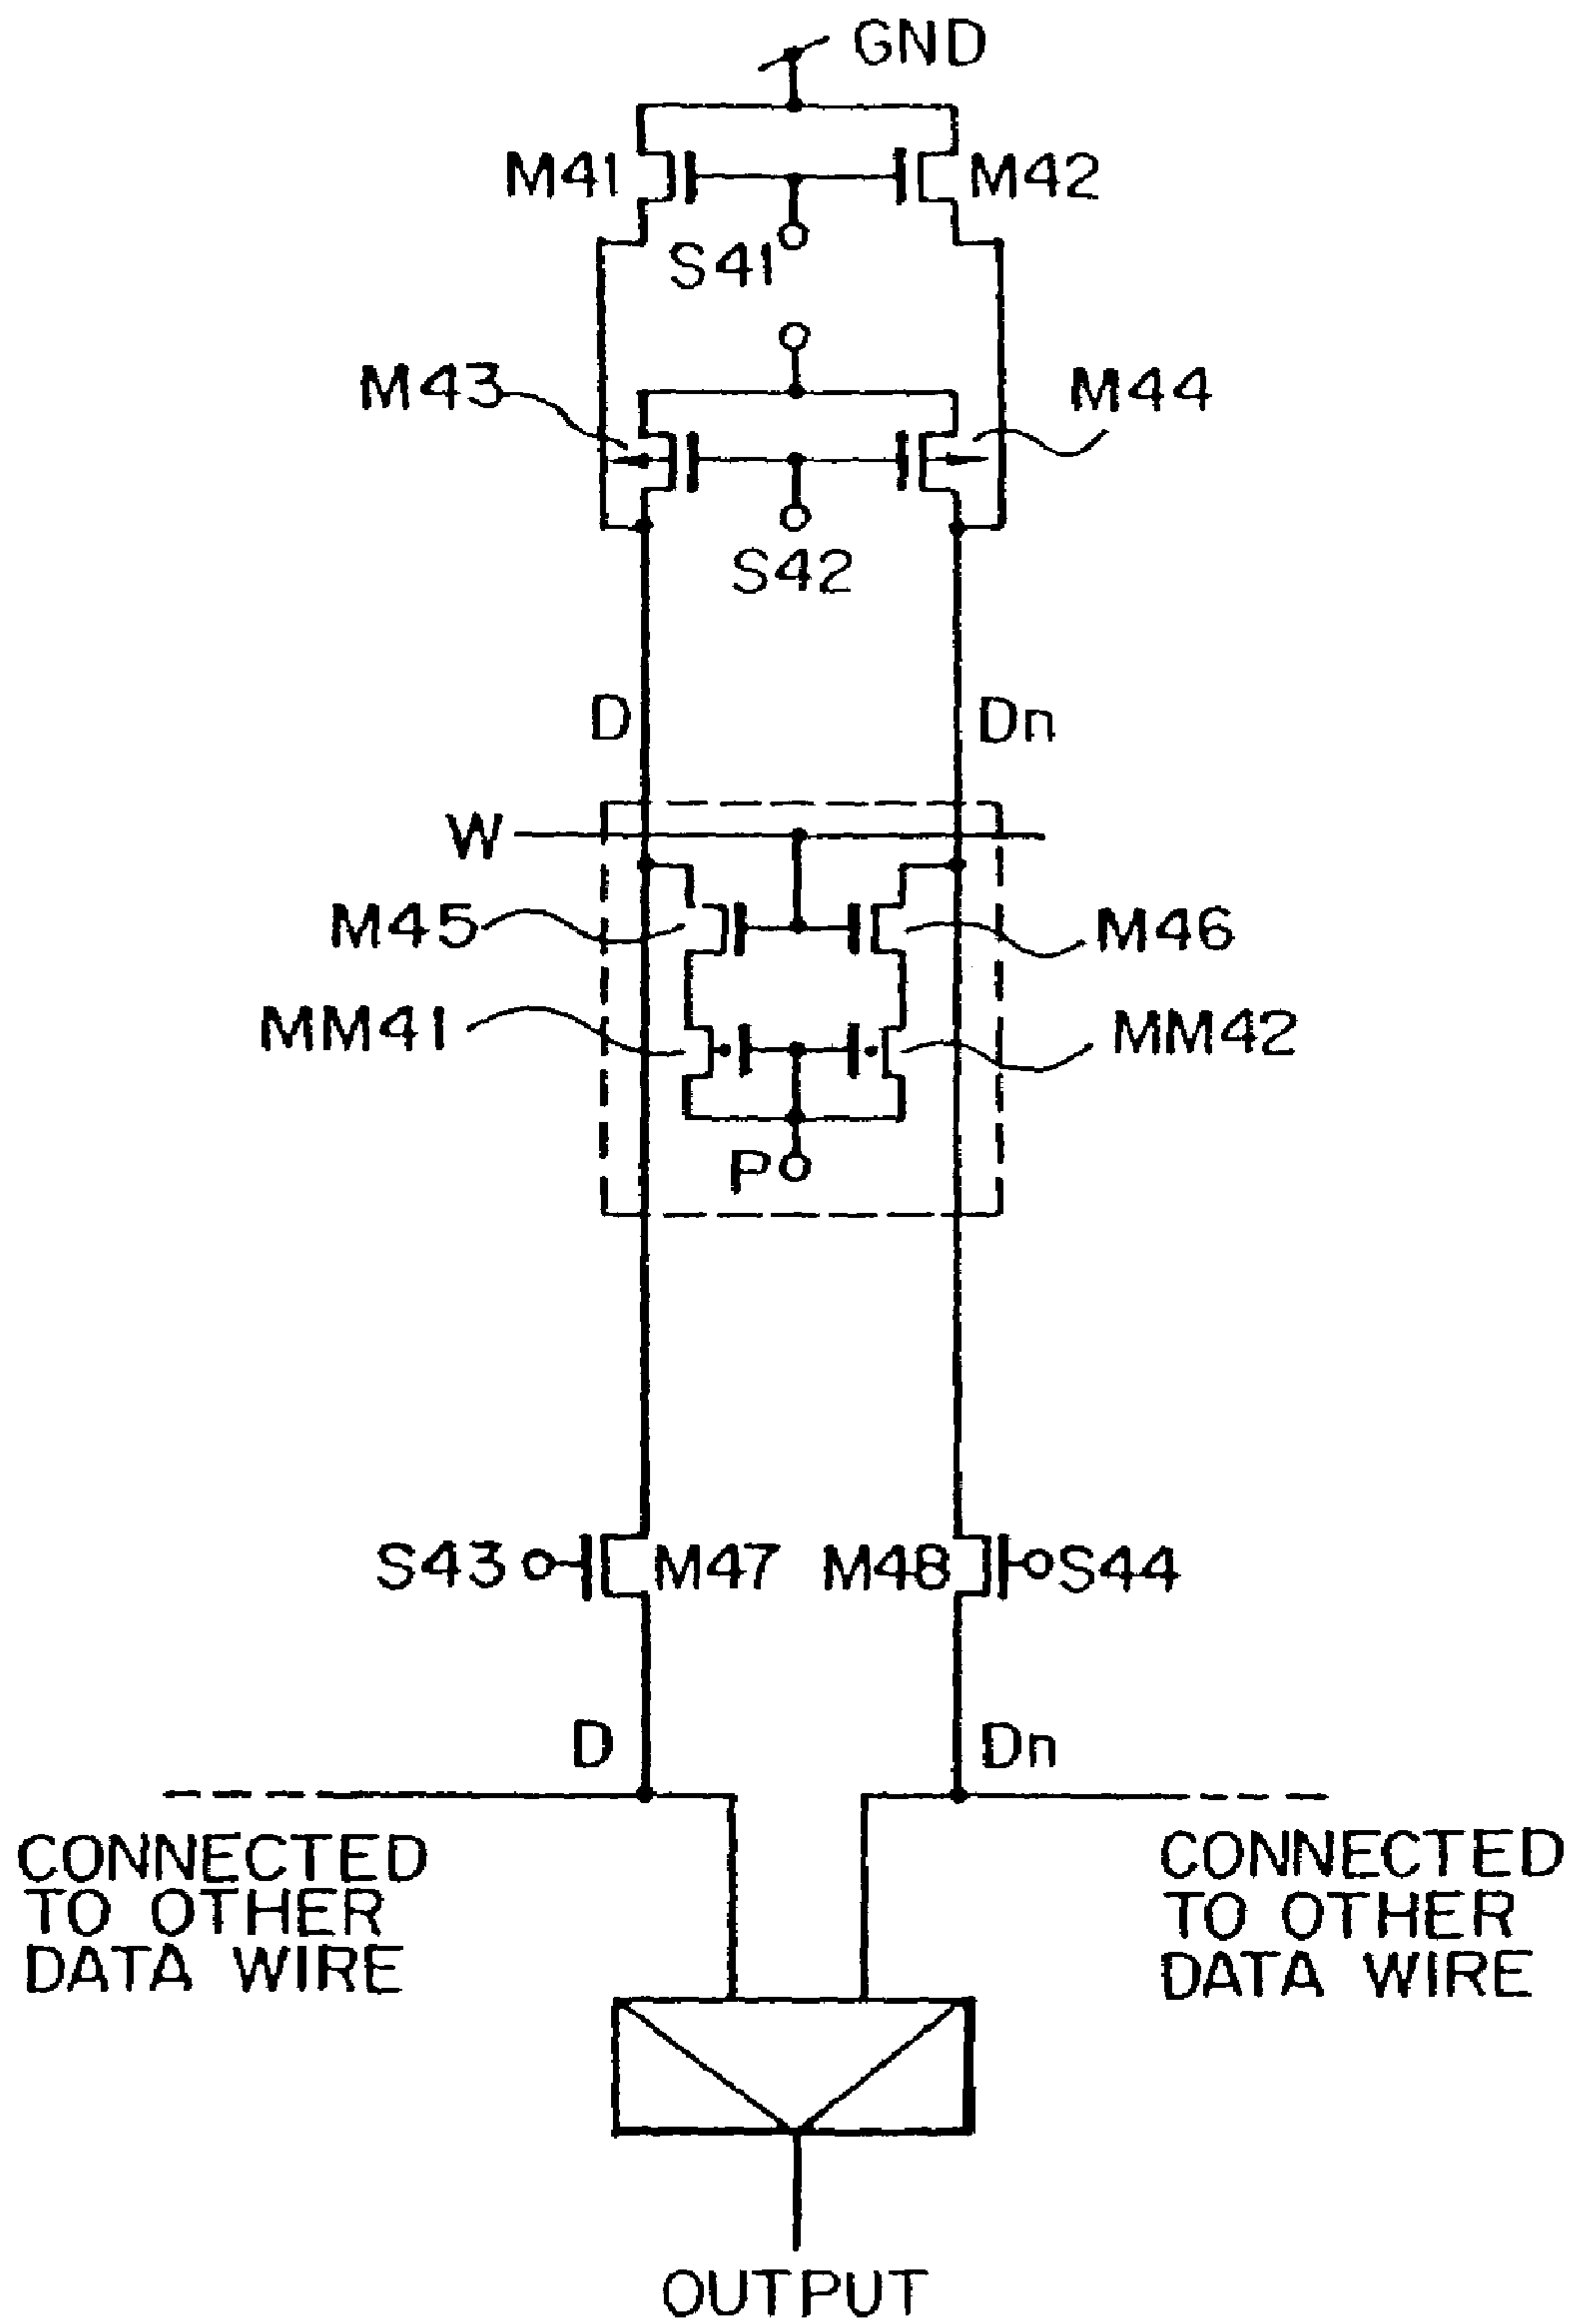 GND
M41
M42
S41
M43
M44
S42
D
Dn
W
M45
M46
MM41
MM42
P
S43
M47
M48
S44
D
Dn
CONNECTED
TO OTHER
DATA WIRE
CONNECTED
TO OTHER
DATA WIRE
OUTPUT